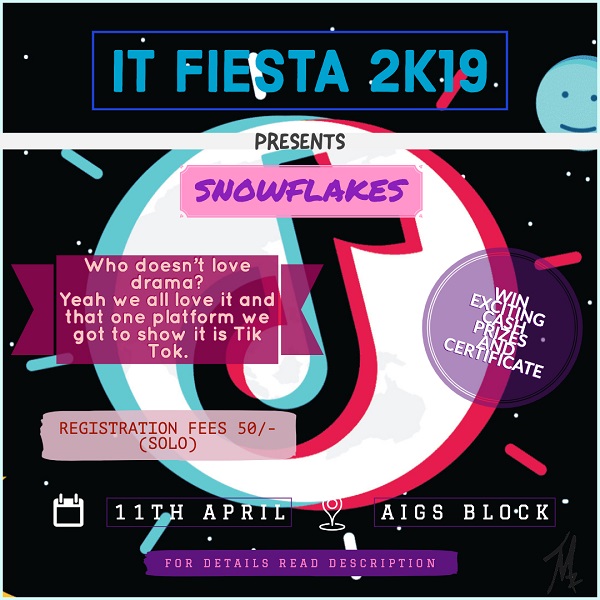 IT FIESTA 2K19
PRESENTS
SNOWFLAKES
Who doesn't love
drama?
Yeah we all love it and
that one platform we
got to show it is Tik
Tok.
WIN
EXCITING
CASH
PRIZES
AND
CERTIFICATE
REGISTRATION FEES 50/-
(SOLO)
11TH APRIL
AIGS BLOCK
FOR DETAILS READ DESCRIPTION